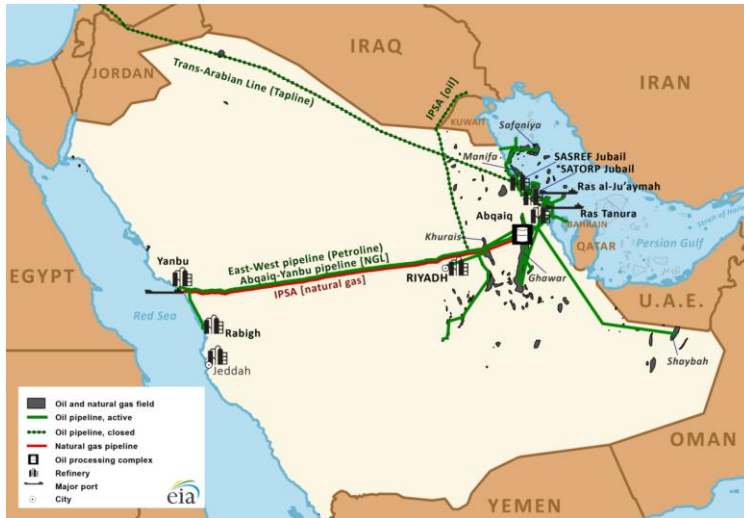 IRAQ
IRAN
JORDAN
Trans-Arabian Line (Tapline)
IPSA [oil]
KUWAIT
Safaniya
Manifa
SASREF Jubail
SATORP Jubail
Ras al-Ju'aymah
Ras Tanura
Abqaiq
BAHRAIN
QATAR
Persian Gulf
Strait of Hormuz
Khurais
Ghawar
East-West pipeline (Petroline)
Abqaiq-Yanbu pipeline [NGL]
IPSA [natural gas]
RIYADH
Yanbu
EGYPT
Red Sea
Rabigh
Jeddah
U.A.E.
Shaybah
OMAN
YEMEN
Oil and natural gas field
Oil pipeline, active
Oil pipeline, closed
Natural gas pipeline
Oil processing complex
Refinery
Major port
City
eia